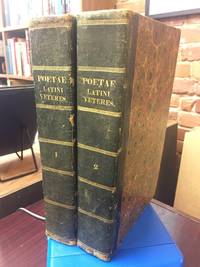 POETAE
LATINI
VETERES.
1
POETAE
LATINI
VETERES.
2